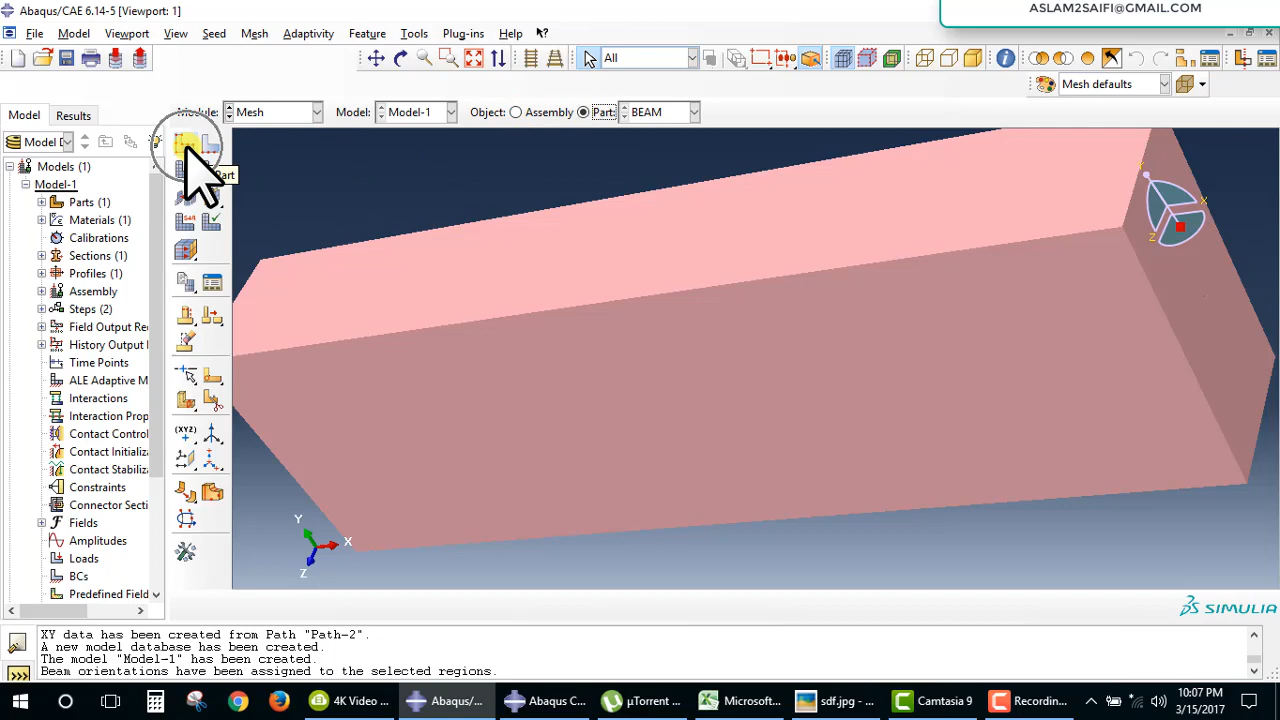 Abaqus/CAE 6.14-5 [Viewport: 1]
ASLAM2SAIFI@GMAIL.COM
File Model Viewport View Seed Mesh Adaptivity Feature Tools Plug-ins Help
All
Mesh defaults
Model Results
Module: Mesh Model: Model-1 Object: Assembly Part: BEAM
Model D
Part
Models (1)
Model-1
Parts (1)
Materials (1)
Calibrations
Sections (1)
Profiles (1)
Assembly
Steps (2)
Field Output Re
History Output
Time Points
ALE Adaptive M
Interactions
Interaction Prop
Contact Control
Contact Initializ
Contact Stabiliz
Constraints
Connector Secti
Fields
Amplitudes
Loads
BCs
Predefined Field
(XYZ)
Y
X
Z
Y
X
Z
SIMULIA
XY data has been created from Path "Path-2".
A new model database has been created.
The model "Model-1" has been created.
Beam orientations have been assigned to the selected regions.
>>>
4K Video ...
Abaqus/...
Abaqus C...
µTorrent ...
Microsoft...
sdf.jpg - ...
Camtasia 9
Recordin...
10:07 PM
3/15/2017